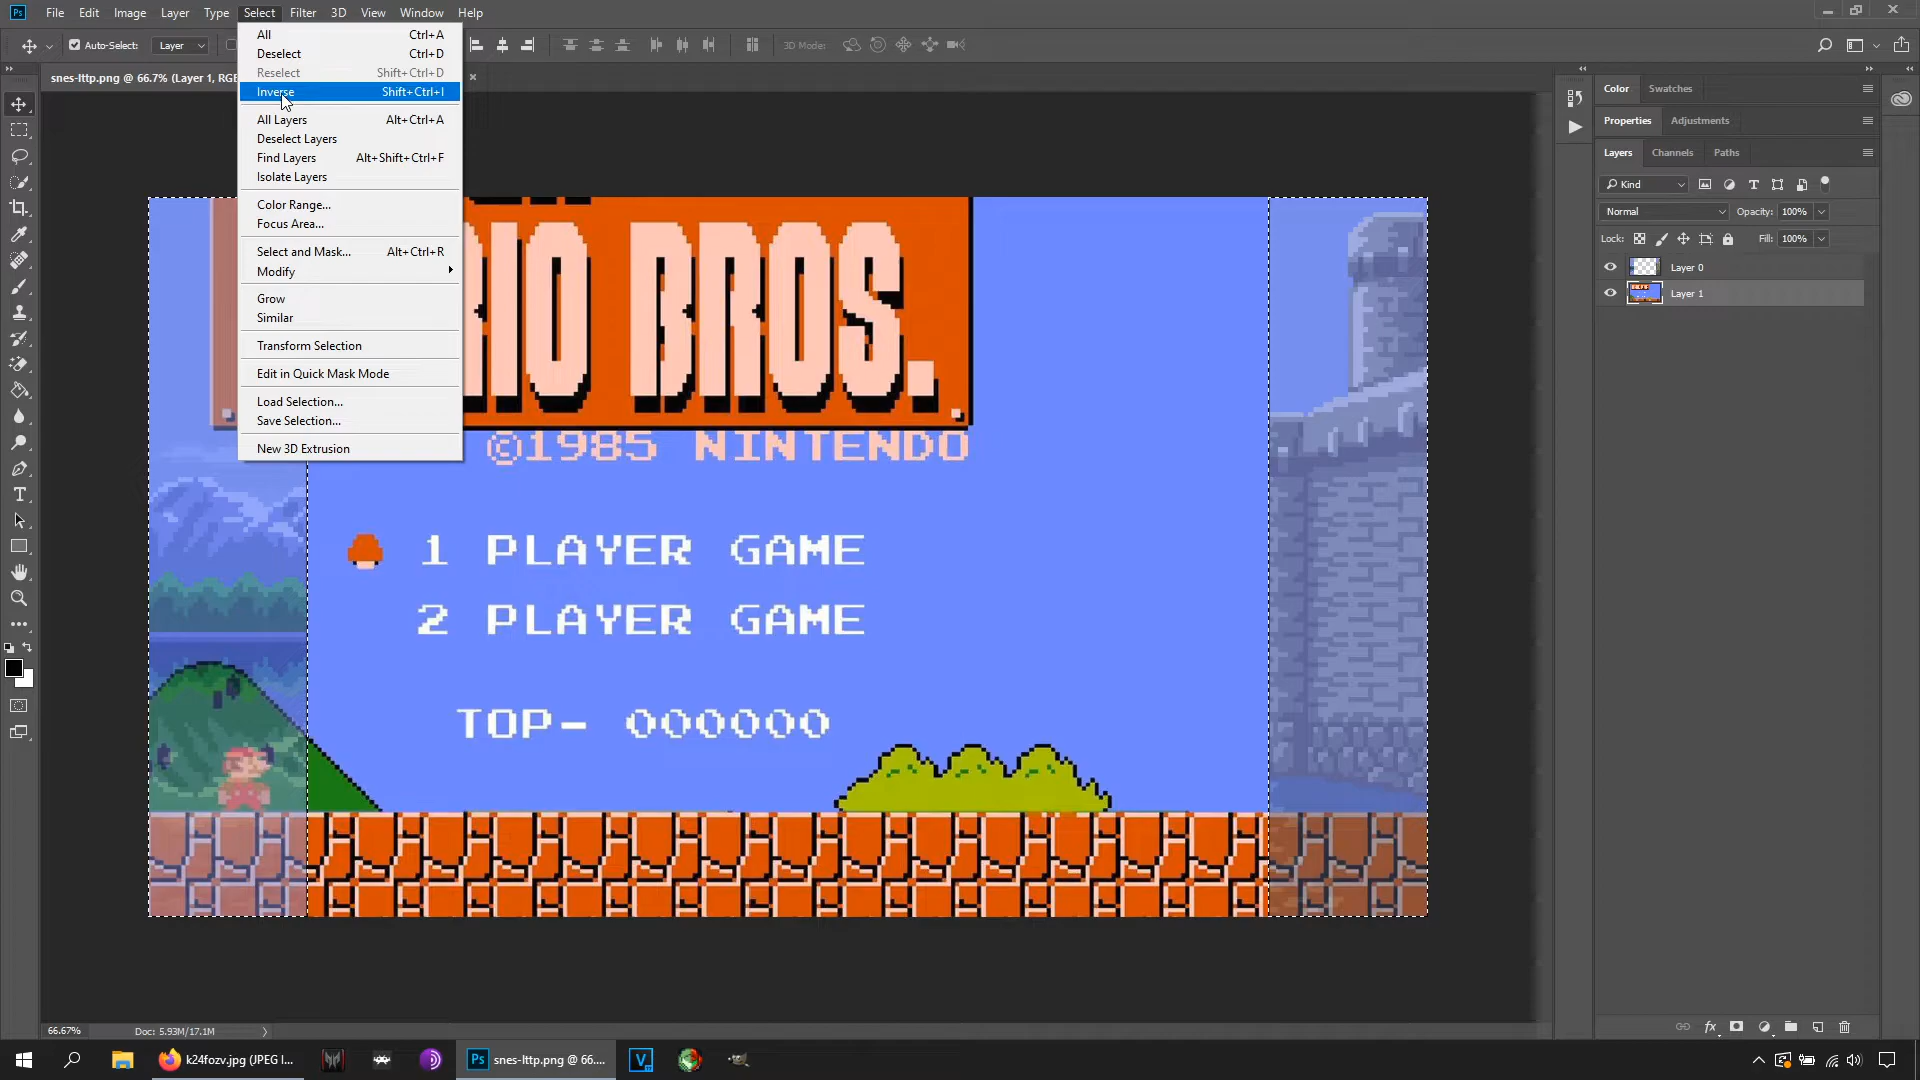 Ps File Edit Image Layer Type Select Filter 3D View Window Help
Auto-Select: Layer 3D Mode:
snes-lttp.png @ 66.7% (Layer 1, RGB
All Ctrl+A
Deselect Ctrl+D
Reselect Shift+Ctrl+D
Inverse Shift+Ctrl+I
All Layers Alt+Ctrl+A
Deselect Layers
Find Layers Alt+Shift+Ctrl+F
Isolate Layers
Color Range...
Focus Area...
Select and Mask... Alt+Ctrl+R
Modify
Grow
Similar
Transform Selection
Edit in Quick Mask Mode
Load Selection...
Save Selection...
New 3D Extrusion
RIO BROS.
©1985 NINTENDO
1 PLAYER GAME
2 PLAYER GAME
TOP- 000000
Color Swatches
Properties Adjustments
Layers Channels Paths
Kind
Normal Opacity: 100%
Lock: Fill: 100%
Layer 0
Layer 1
fx
66.67% Doc: 5.93M/17.1M
k24fozv.jpg (JPEG I... Ps snes-lttp.png @ 66.... V